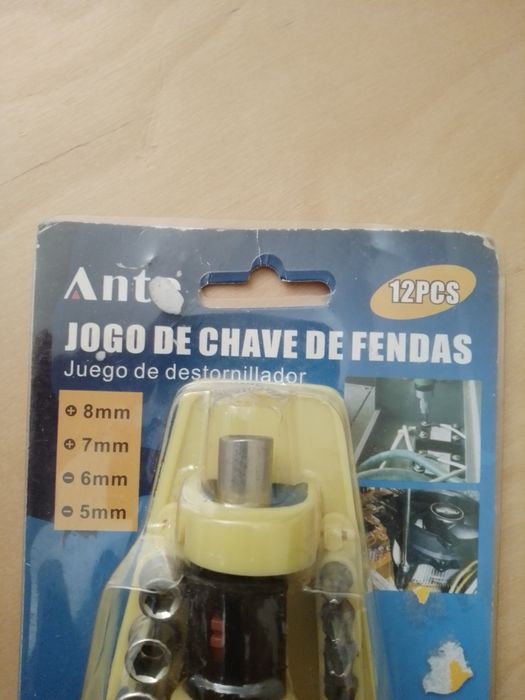 12PCS
JOGO DE CHAVE DE FENDAS
Juego de destornillador
+ 8mm
+ 7mm
- 6mm
- 5mm